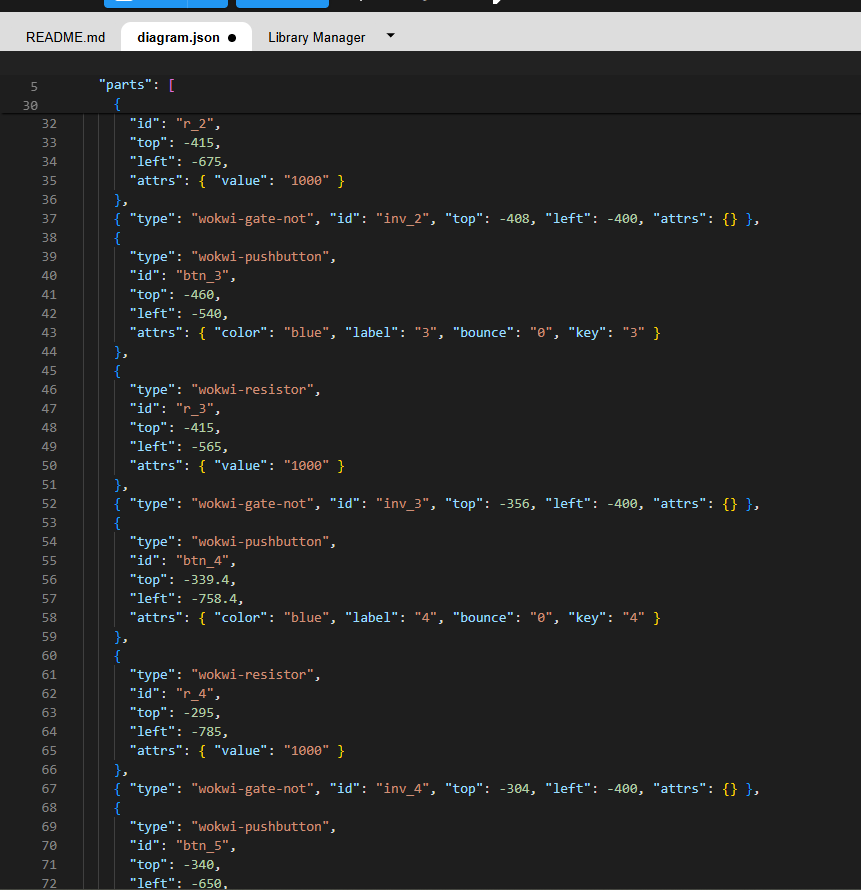 README.md diagram.json ● Library Manager
5 "parts": [
30 {
32 "id": "r_2",
33 "top": -415,
34 "left": -675,
35 "attrs": { "value": "1000" }
36 },
37 { "type": "wokwi-gate-not", "id": "inv_2", "top": -408, "left": -400, "attrs": {} },
38 {
39 "type": "wokwi-pushbutton",
40 "id": "btn_3",
41 "top": -460,
42 "left": -540,
43 "attrs": { "color": "blue", "label": "3", "bounce": "0", "key": "3" }
44 },
45 {
46 "type": "wokwi-resistor",
47 "id": "r_3",
48 "top": -415,
49 "left": -565,
50 "attrs": { "value": "1000" }
51 },
52 { "type": "wokwi-gate-not", "id": "inv_3", "top": -356, "left": -400, "attrs": {} },
53 {
54 "type": "wokwi-pushbutton",
55 "id": "btn_4",
56 "top": -339.4,
57 "left": -758.4,
58 "attrs": { "color": "blue", "label": "4", "bounce": "0", "key": "4" }
59 },
60 {
61 "type": "wokwi-resistor",
62 "id": "r_4",
63 "top": -295,
64 "left": -785,
65 "attrs": { "value": "1000" }
66 },
67 { "type": "wokwi-gate-not", "id": "inv_4", "top": -304, "left": -400, "attrs": {} },
68 {
69 "type": "wokwi-pushbutton",
70 "id": "btn_5",
71 "top": -340,
72 "left": -650,